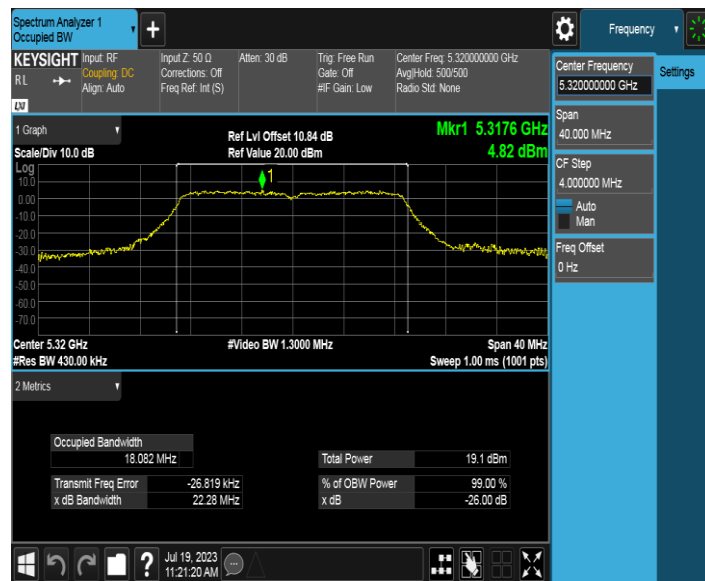 Spectrum Analyzer 1
Occupied BW
+
Frequency
KEYSIGHT
RL
LXI
Input: RF
Coupling: DC
Align: Auto
Input Z: 50 Ω
Corrections: Off
Freq Ref: Int (S)
Atten: 30 dB
Trig: Free Run
Gate: Off
#IF Gain: Low
Center Freq: 5.320000000 GHz
Avg|Hold: 500/500
Radio Std: None
Center Frequency
5.320000000 GHz
Settings
Span
40.000 MHz
CF Step
4.000000 MHz
Auto
Man
Freq Offset
0 Hz
1 Graph
Scale/Div 10.0 dB
Ref Lvl Offset 10.84 dB
Ref Value 20.00 dBm
Mkr1 5.3176 GHz
4.82 dBm
Log
10.0
0.00
-10.0
-20.0
-30.0
-40.0
-50.0
-60.0
-70.0
1
Center 5.32 GHz
#Res BW 430.00 kHz
#Video BW 1.3000 MHz
Span 40 MHz
Sweep 1.00 ms (1001 pts)
2 Metrics
Occupied Bandwidth
18.082 MHz
Total Power 19.1 dBm
Transmit Freq Error -26.819 kHz
% of OBW Power 99.00 %
x dB Bandwidth 22.28 MHz
x dB -26.00 dB
?
Jul 19, 2023
11:21:20 AM